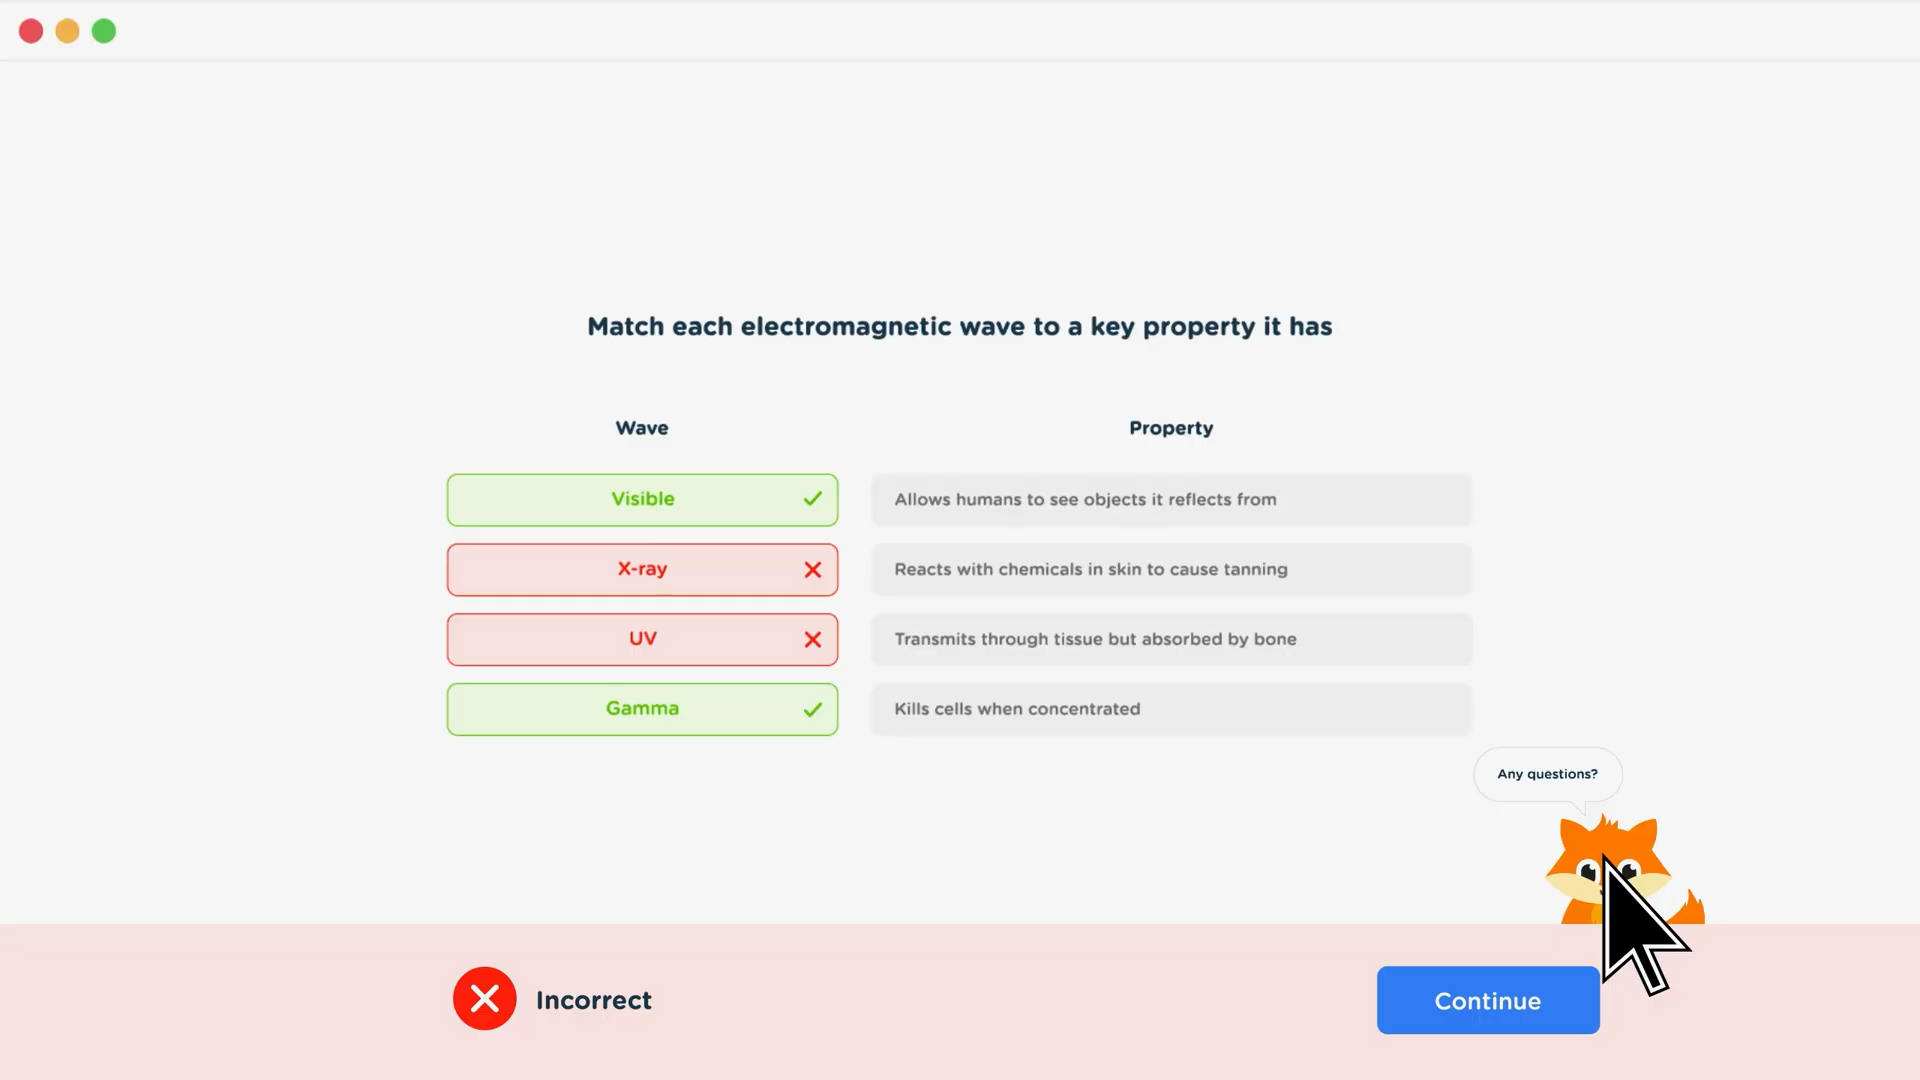 Match each electromagnetic wave to a key property it has
Wave Property
Visible Allows humans to see objects it reflects from
X-ray Reacts with chemicals in skin to cause tanning
UV Transmits through tissue but absorbed by bone
Gamma Kills cells when concentrated
Any questions?
Incorrect Continue